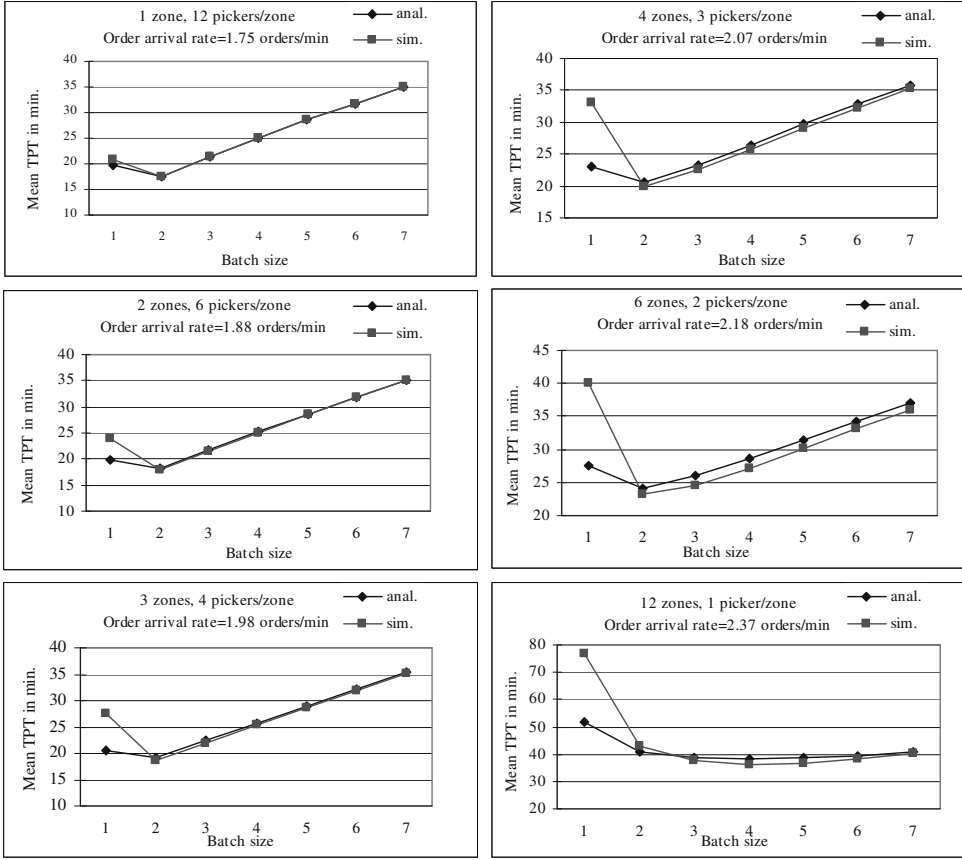 1 zone, 12 pickers/zone
Order arrival rate=1.75 orders/min
anal.
sim.
Mean TPT in min.
40
35
30
25
20
15
10
1 2 3 4 5 6 7
Batch size
4 zones, 3 pickers/zone
Order arrival rate=2.07 orders/min
anal.
sim.
Mean TPT in min.
40
35
30
25
20
15
1 2 3 4 5 6 7
Batch size
2 zones, 6 pickers/zone
Order arrival rate=1.88 orders/min
anal.
sim.
Mean TPT in min.
40
35
30
25
20
15
10
1 2 3 4 5 6 7
Batch size
6 zones, 2 pickers/zone
Order arrival rate=2.18 orders/min
anal.
sim.
Mean TPT in min.
45
40
35
30
25
20
1 2 3 4 5 6 7
Batch size
3 zones, 4 pickers/zone
Order arrival rate=1.98 orders/min
anal.
sim.
Mean TPT in min.
40
35
30
25
20
15
10
1 2 3 4 5 6 7
Batch size
12 zones, 1 picker/zone
Order arrival rate=2.37 orders/min
anal.
sim.
Mean TPT in min.
80
70
60
50
40
30
20
1 2 3 4 5 6 7
Batch size